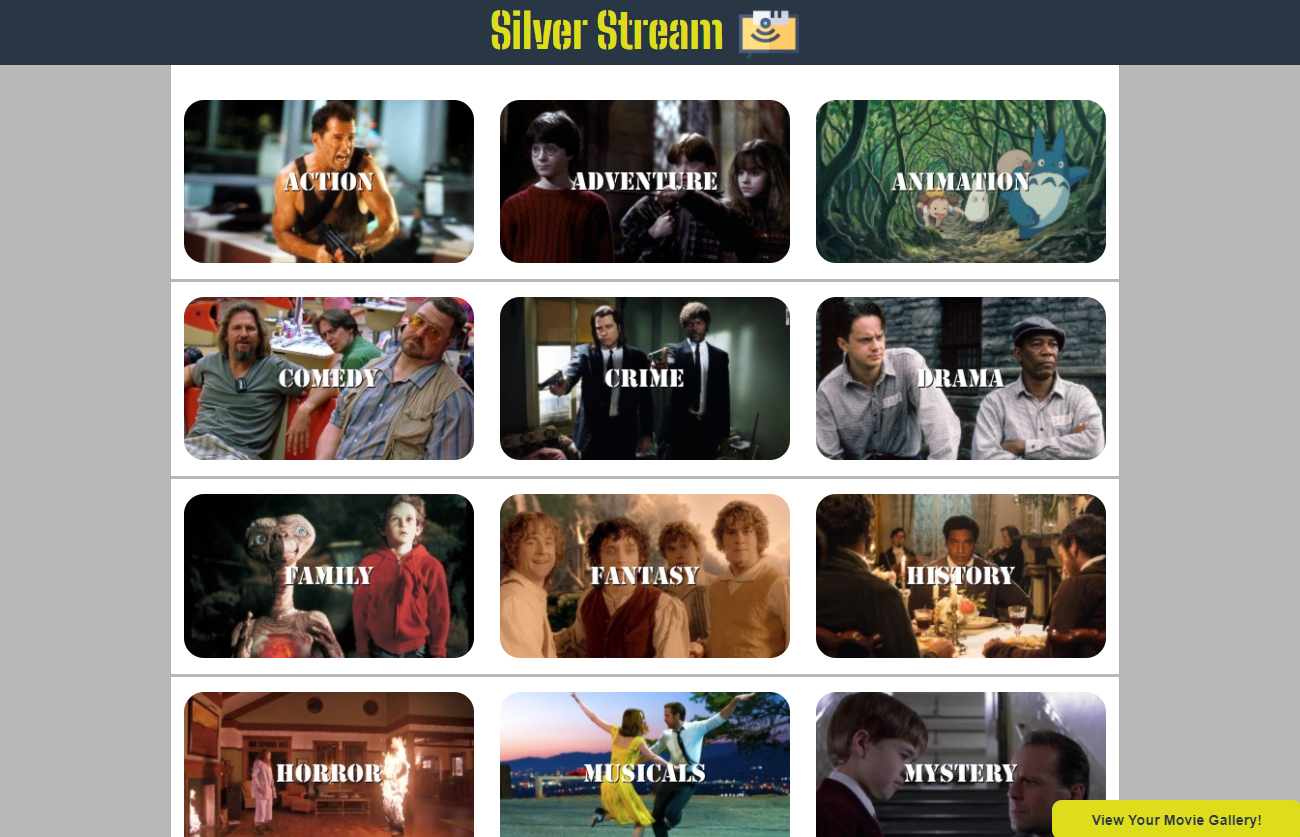 Silver Stream
ACTION
ADVENTURE
ANIMATION
COMEDY
CRIME
DRAMA
FAMILY
FANTASY
HISTORY
HORROR
MUSICALS
MYSTERY
View Your Movie Gallery!